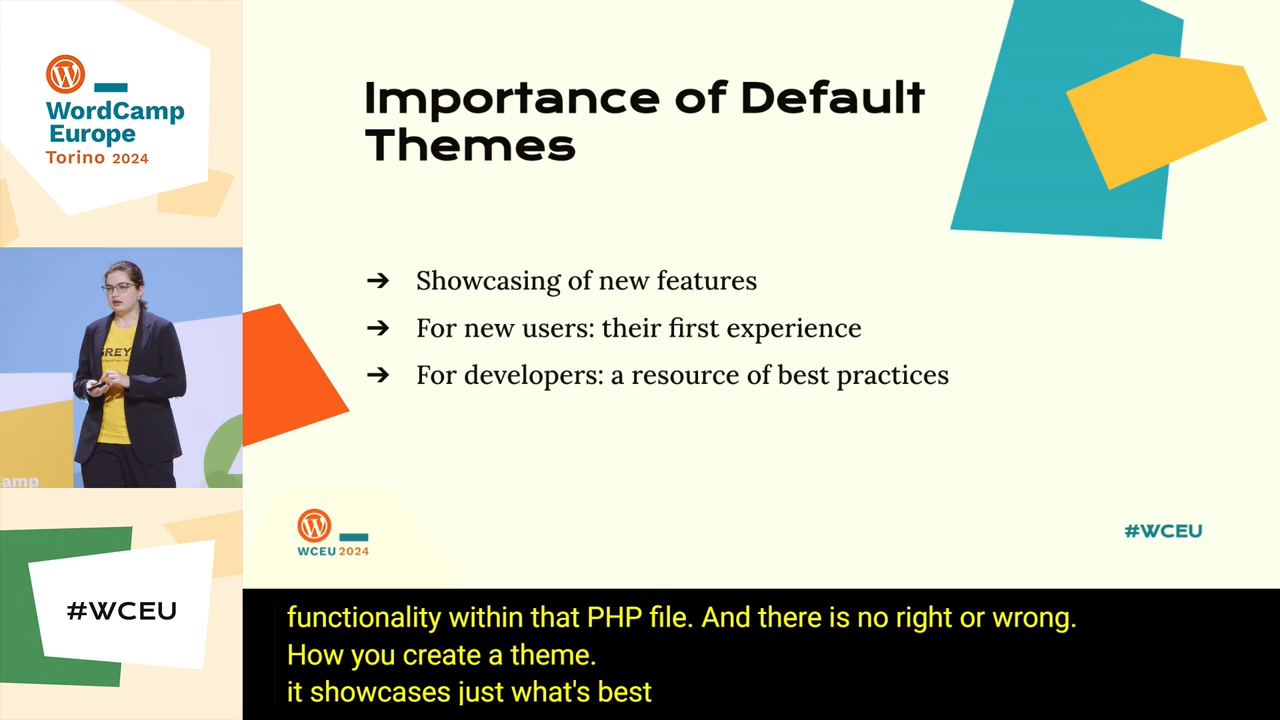 WordCamp
Europe
Torino 2024
Importance of Default
Themes
➔ Showcasing of new features
➔ For new users: their first experience
➔ For developers: a resource of best practices
GREY
amp
WCEU 2024
#WCEU
#WCEU
functionality within that PHP file. And there is no right or wrong.
How you create a theme.
it showcases just what's best